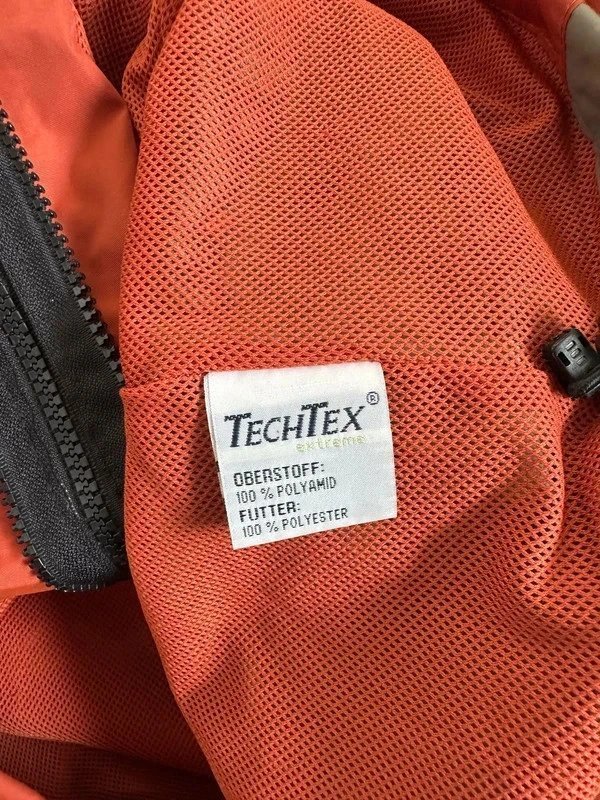 TECHTEX®
extreme
OBERSTOFF:
100 % POLYAMID
FUTTER:
100 % POLYESTER